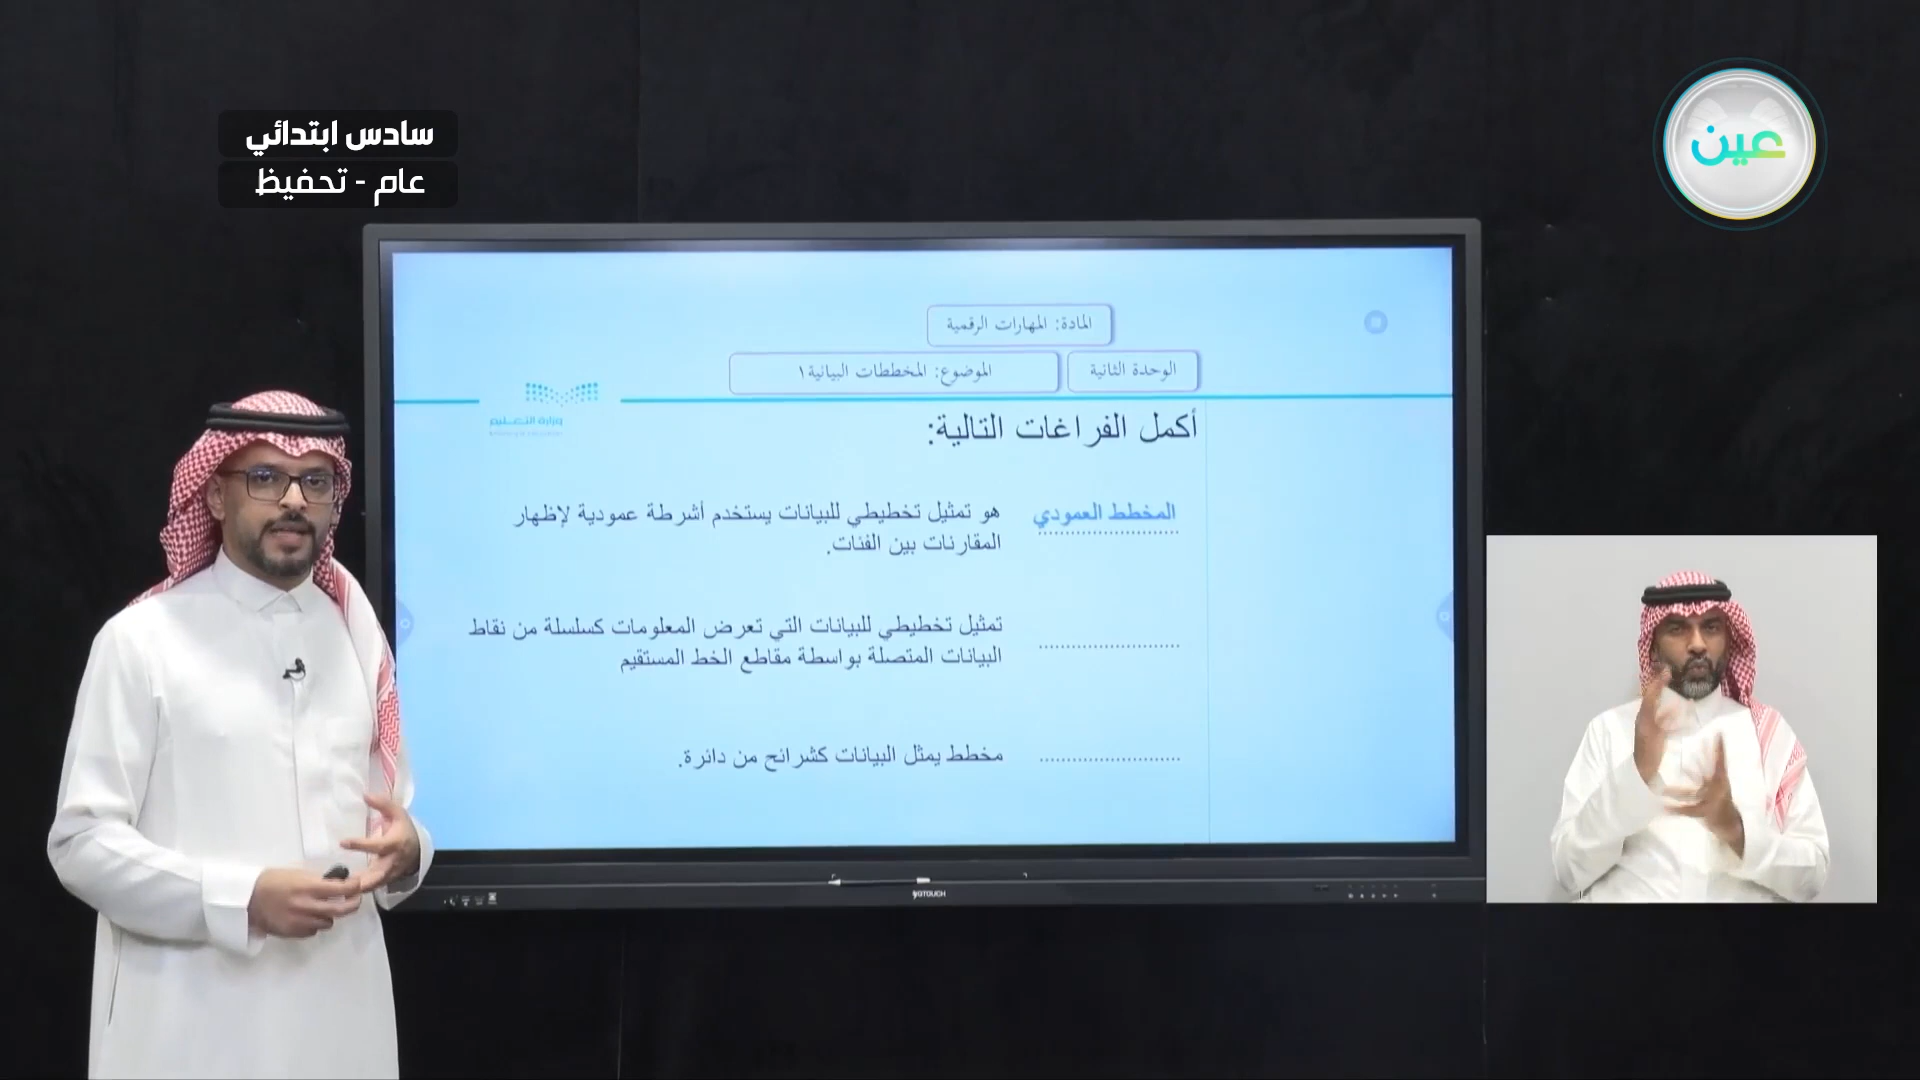 سادس ابتدائي
عام - تحفيظ
عين
المادة: المهارات الرقمية
الوحدة الثانية
الموضوع: المخططات البيانية ١
وزارة التعليم
أكمل الفراغات التالية:
المخطط العمودي هو تمثيل تخطيطي للبيانات يستخدم أشرطة عمودية لإظهار
المقارنات بين الفئات.
.......................... تمثيل تخطيطي للبيانات التي تعرض المعلومات كسلسلة من نقاط
البيانات المتصلة بواسطة مقاطع الخط المستقيم
.......................... مخطط يمثل البيانات كشرائح من دائرة.